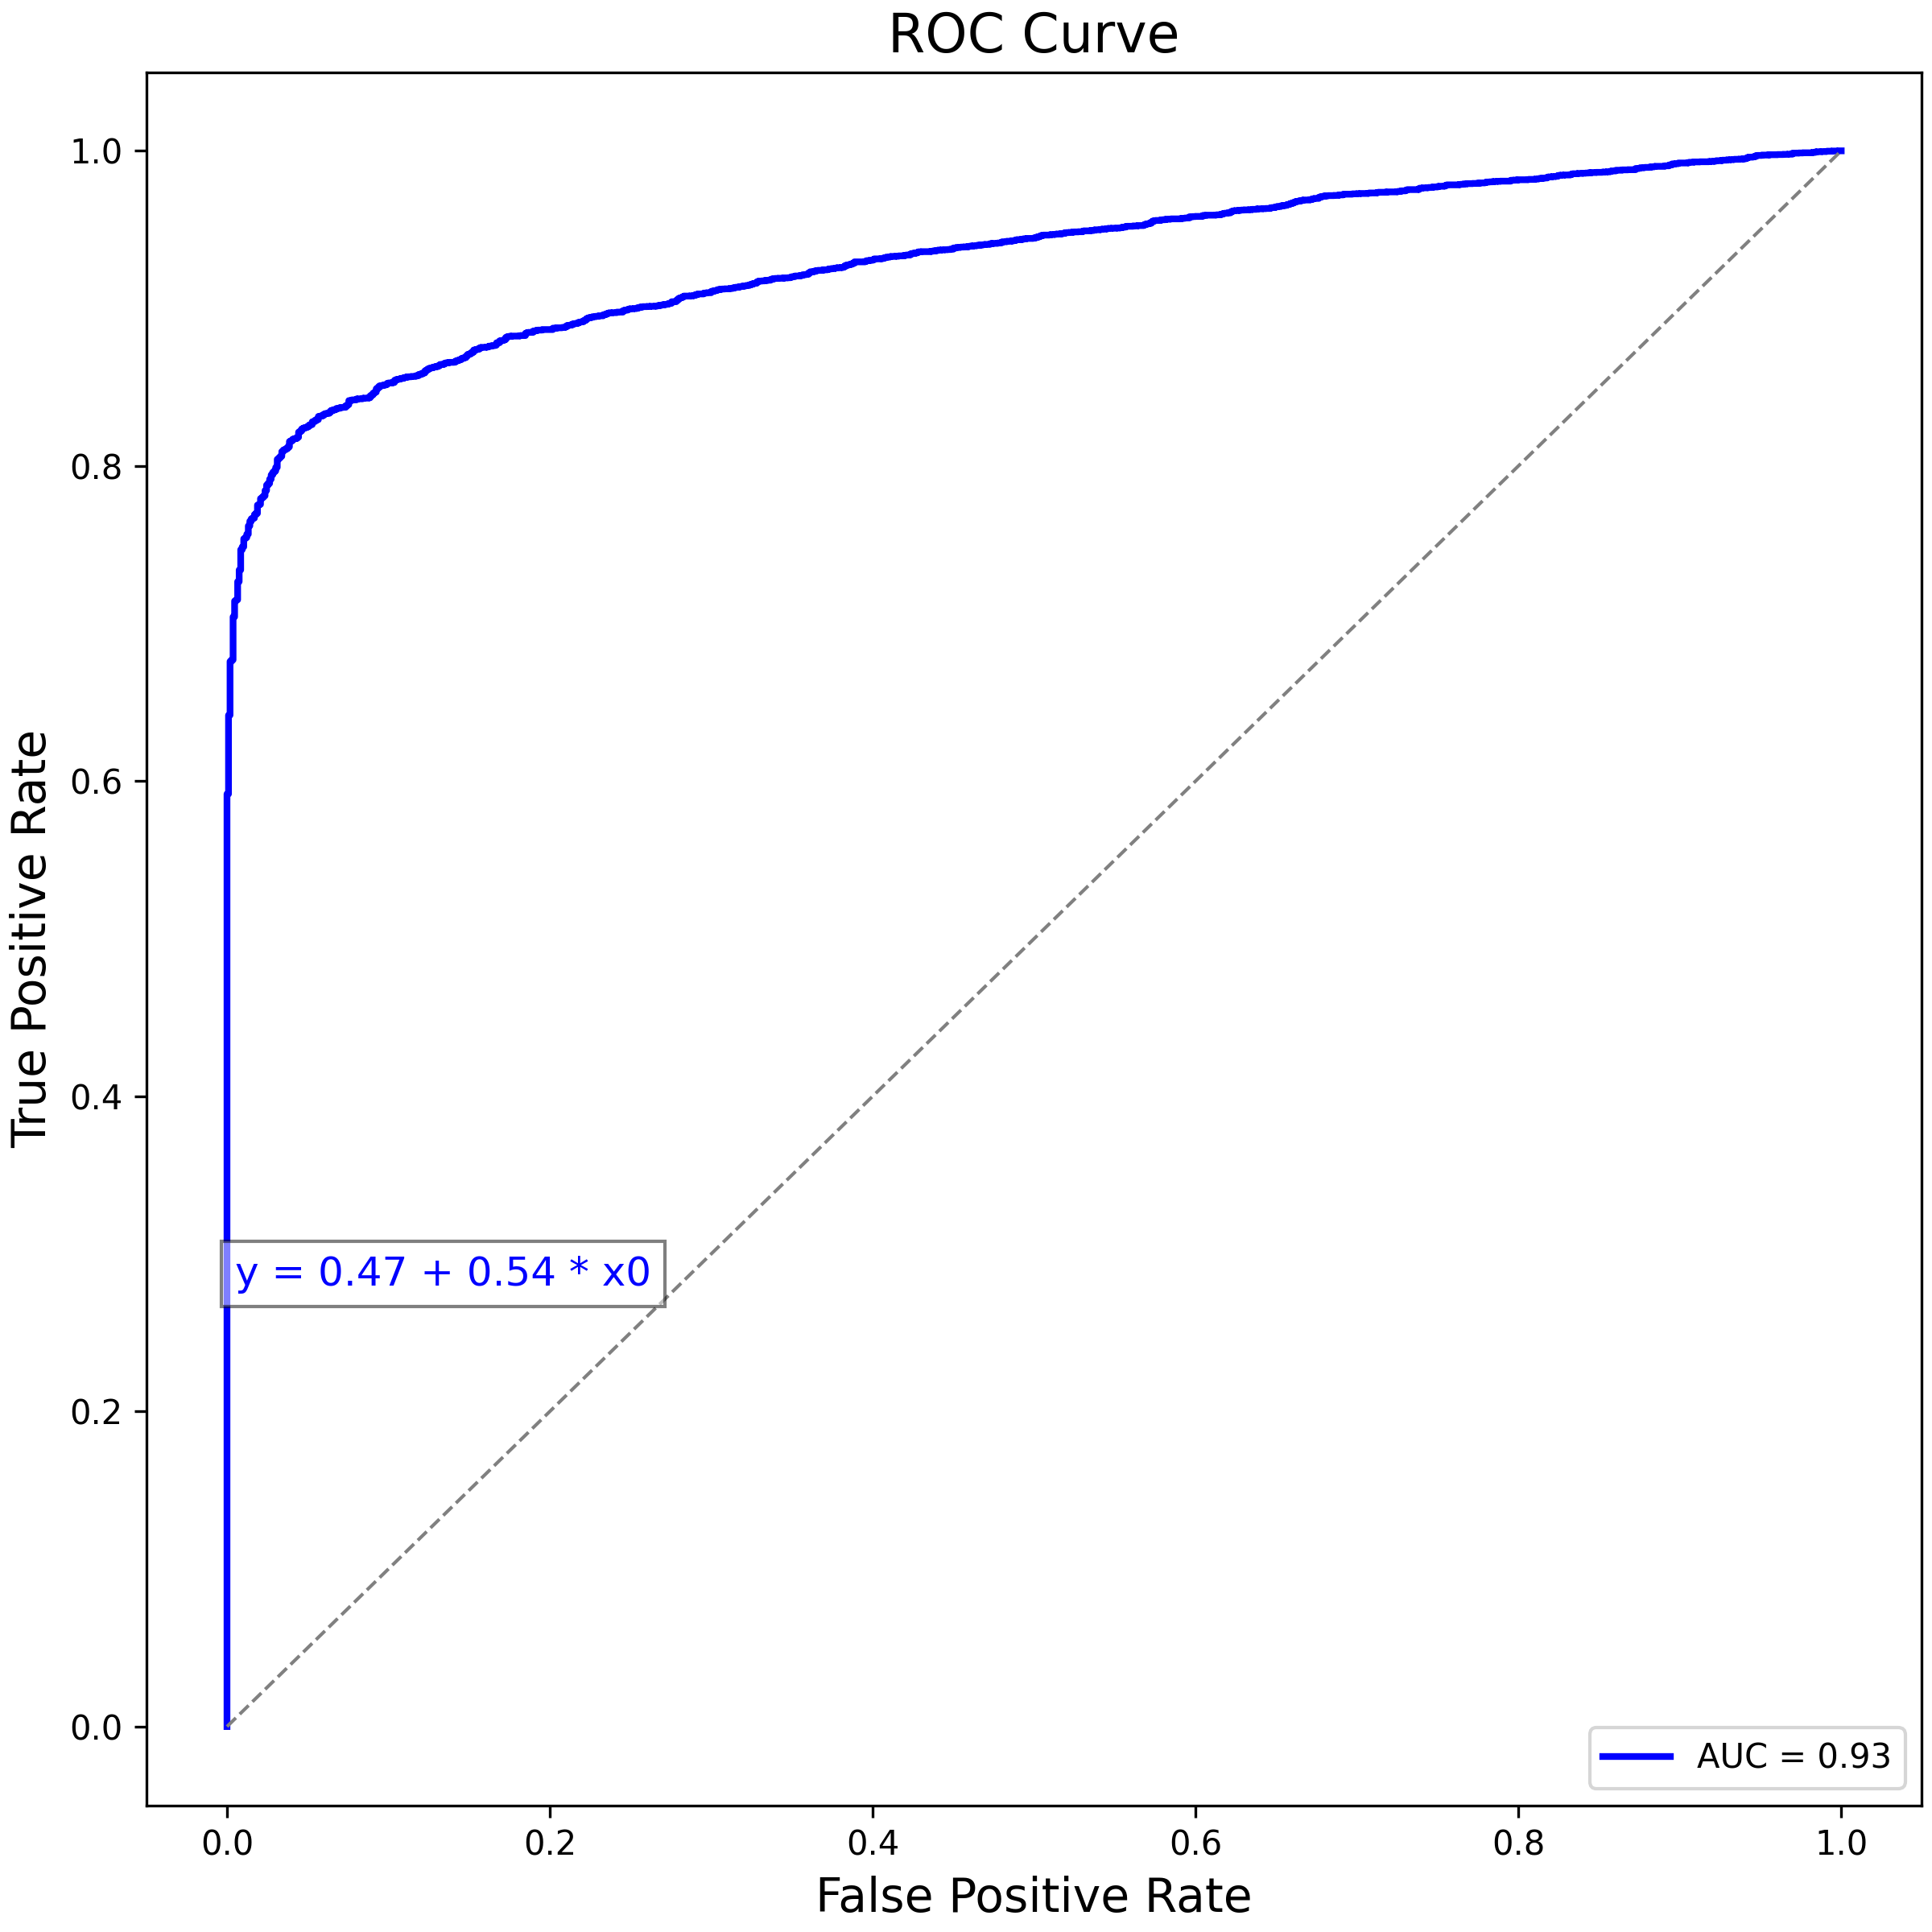 ROC Curve
True Positive Rate
1.0
0.8
0.6
0.4
0.2
0.0
y = 0.47 + 0.54 * x0
AUC = 0.93
0.0 0.2 0.4 0.6 0.8 1.0
False Positive Rate